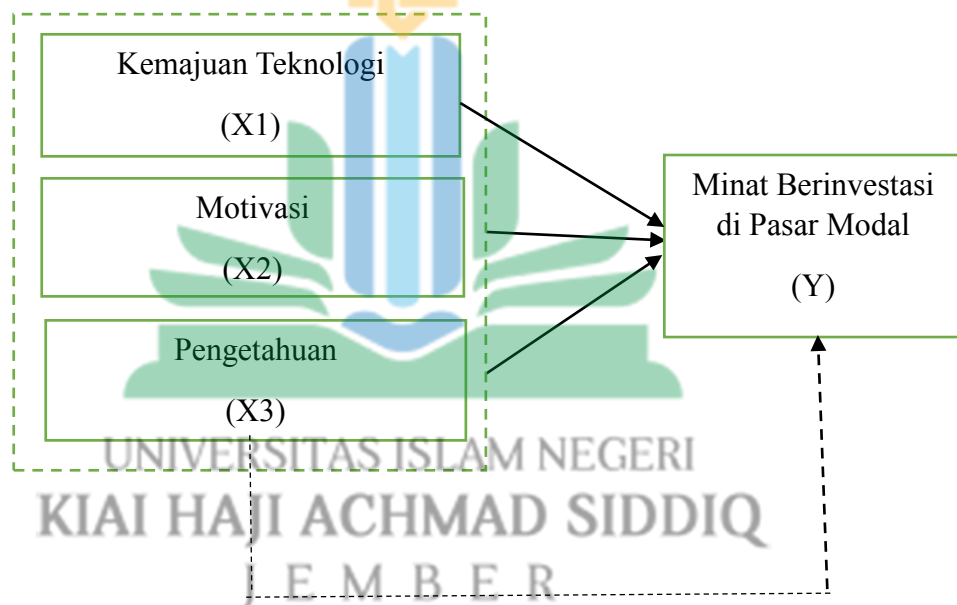 Kemajuan Teknologi
(X1)
Motivasi
(X2)
Pengetahuan
(X3)
Minat Berinvestasi
di Pasar Modal
(Y)
UNIVERSITAS ISLAM NEGERI
KIAI HAJI ACHMAD SIDDIQ
J E M B E R